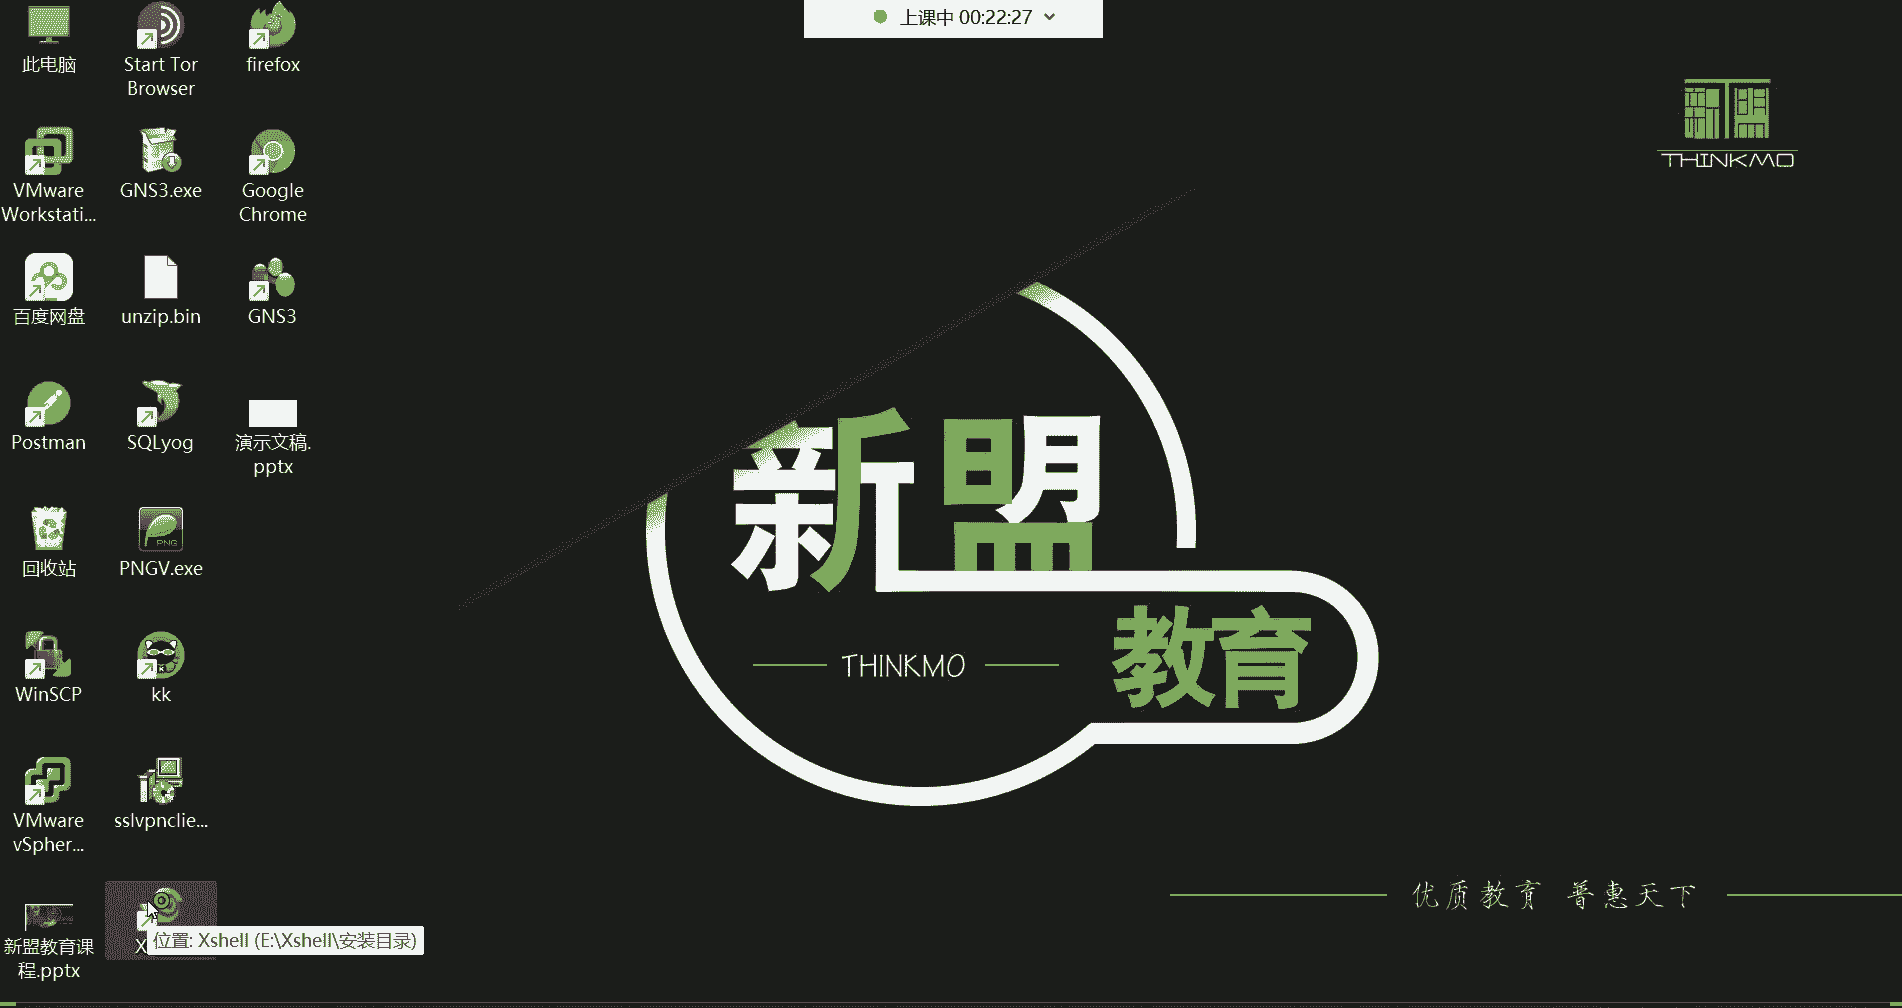 上课中 00:22:27
此电脑
Start Tor
Browser
firefox
VMware
Workstati...
GNS3.exe
Google
Chrome
百度网盘
unzip.bin
GNS3
Postman
SQLyog
演示文稿.
pptx
回收站
PNGV.exe
PNG
WinSCP
kk
VMware
vSpher...
sslvpnclie...
新盟教育课
程.pptx
X
位置: Xshell (E:\Xshell\安装目录)
新盟
教育
THINKMO
THINKMO
优质教育 普惠天下